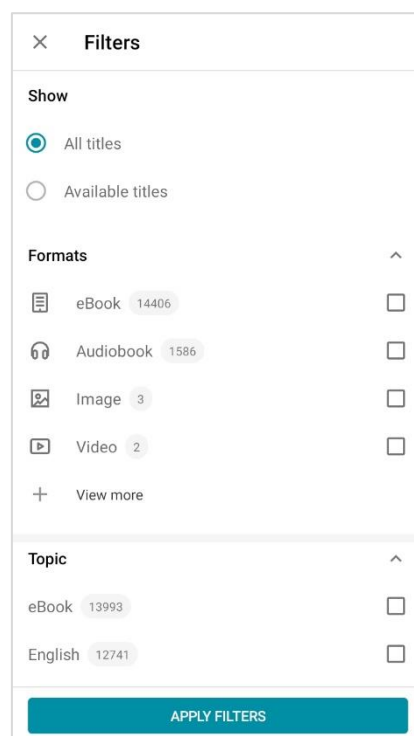 Filters
Show
All titles
Available titles
Formats
eBook 14406
Audiobook 1586
Image 3
Video 2
View more
Topic
eBook 13993
English 12741
APPLY FILTERS